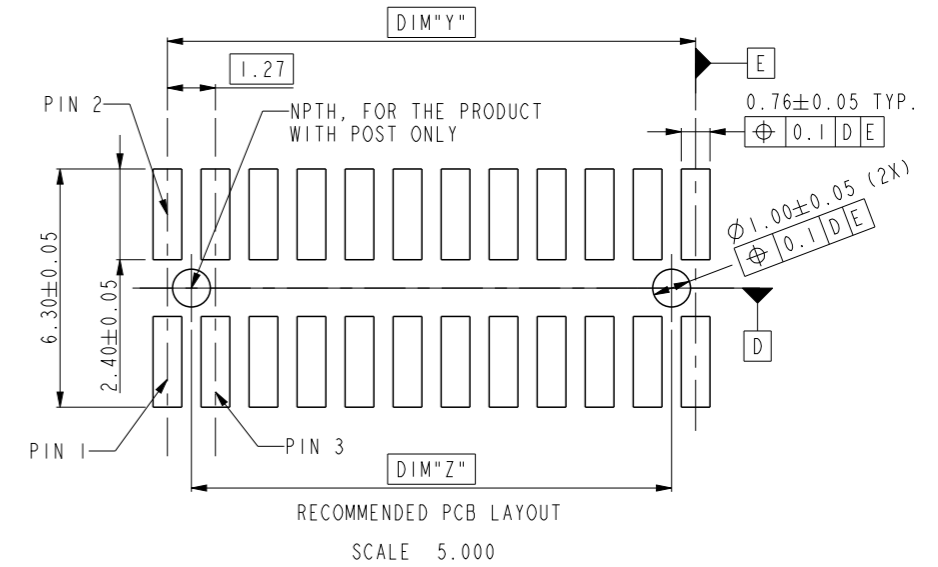 DIM"Y"
1.27
E
PIN 2
NPTH, FOR THE PRODUCT
WITH POST ONLY
0.76±0.05 TYP.
⌖ 0.1 D E
Ø1.00±0.05 (2X)
⌖ 0.1 D E
6.30±0.05
2.40±0.05
D
PIN 1
PIN 3
DIM"Z"
RECOMMENDED PCB LAYOUT
SCALE 5.000